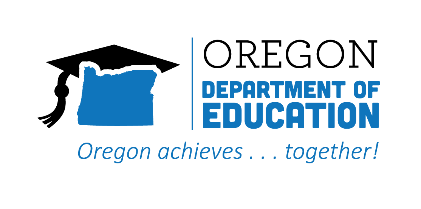 OREGON
DEPARTMENT OF
EDUCATION
Oregon achieves . . . together!